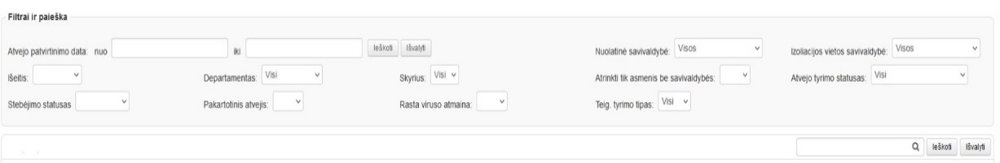 Filtrai ir paieška
Atvejo patvirtinimo data: nuo iki Ieškoti Išvalyti Nuolatinė savivaldybė: Visos Izoliacijos vietos savivaldybė: Visos
Išeitis: Departamentas: Visi Skyrius: Visi Atrinkti tik asmenis be savivaldybės: Atvejo tyrimo statusas: Visi
Stebėjimo statusas Pakartotinis atvejis: Rasta viruso atmaina: Teig. tyrimo tipas: Visi
Ieškoti Išvalyti